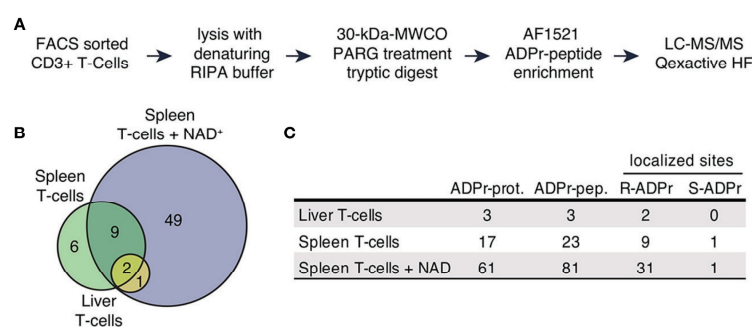 A
FACS sorted
CD3+ T-Cells
lysis with
denaturing
RIPA buffer
30-kDa-MWCO
PARG treatment
tryptic digest
AF1521
ADPr-peptide
enrichment
LC-MS/MS
Qexactive HF
B
Spleen
T-cells + NAD⁺
Spleen
T-cells
6
9
49
2
1
Liver
T-cells
C
localized sites
ADPr-prot. ADPr-pep. R-ADPr S-ADPr
Liver T-cells 3 3 2 0
Spleen T-cells 17 23 9 1
Spleen T-cells + NAD 61 81 31 1